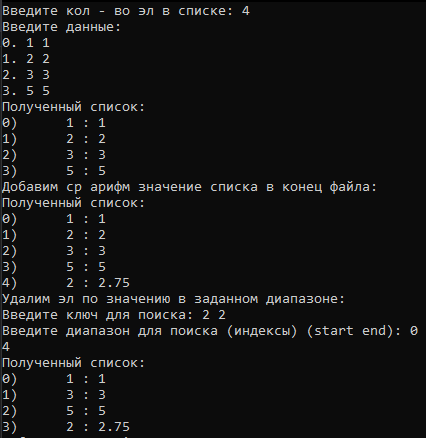 Введите кол - во эл в списке: 4
Введите данные:
0. 1 1
1. 2 2
2. 3 3
3. 5 5
Полученный список:
0)      1 : 1
1)      2 : 2
2)      3 : 3
3)      5 : 5
Добавим ср арифм значение списка в конец файла:
Полученный список:
0)      1 : 1
1)      2 : 2
2)      3 : 3
3)      5 : 5
4)      2 : 2.75
Удалим эл по значению в заданном диапазоне:
Введите ключ для поиска: 2 2
Введите диапазон для поиска (индексы) (start end): 0
4
Полученный список:
0)      1 : 1
1)      3 : 3
2)      5 : 5
3)      2 : 2.75